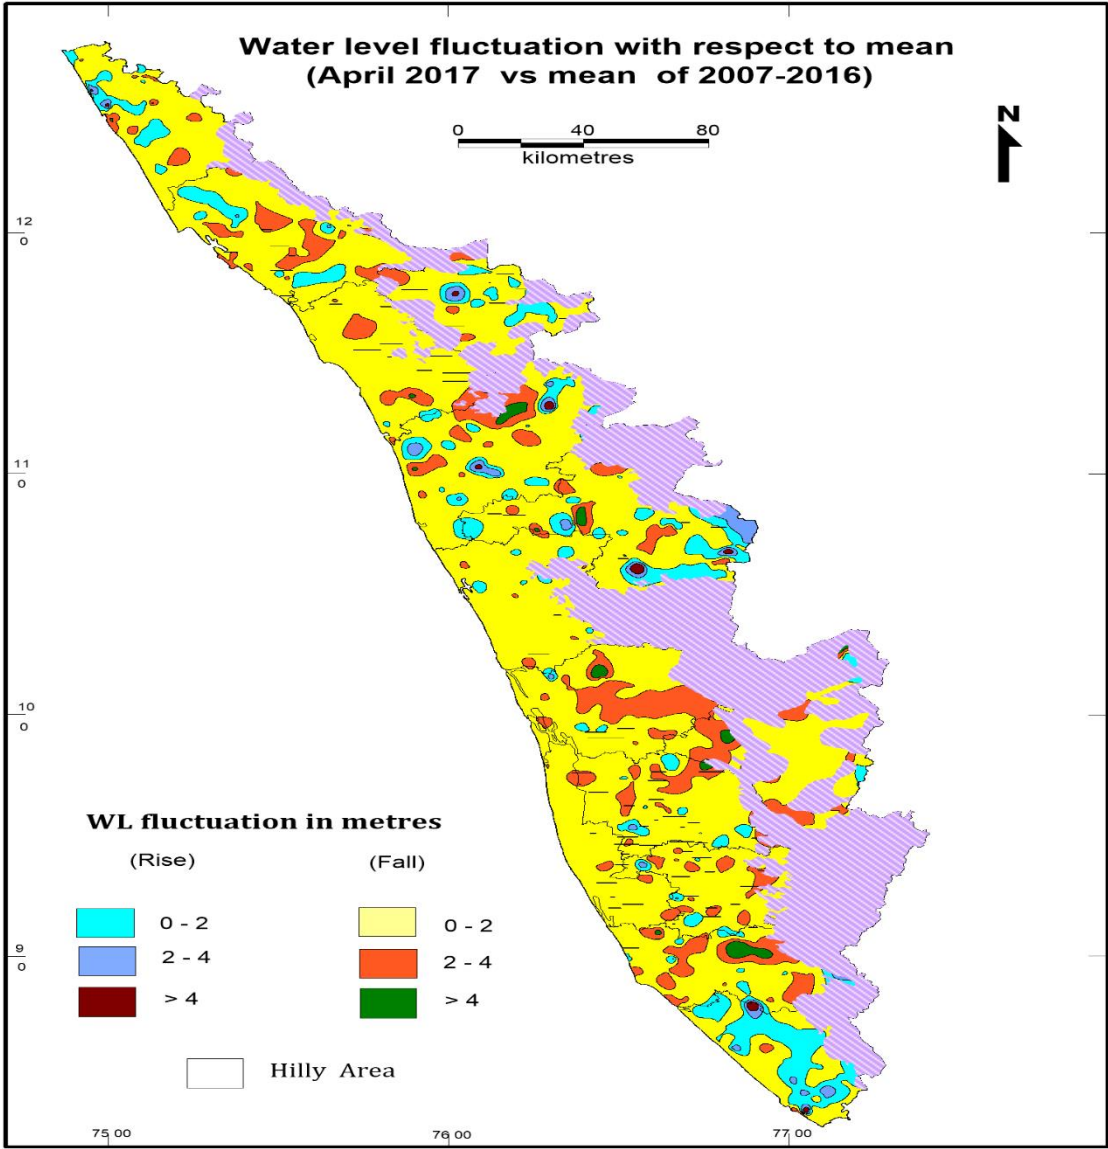 Water level fluctuation with respect to mean
(April 2017 vs mean of 2007-2016)
N
0 40 80
kilometres
12
0
11
0
10
0
9
0
WL fluctuation in metres
(Rise) (Fall)
0 - 2 0 - 2
2 - 4 2 - 4
> 4 > 4
Hilly Area
75 00 76 00 77 00